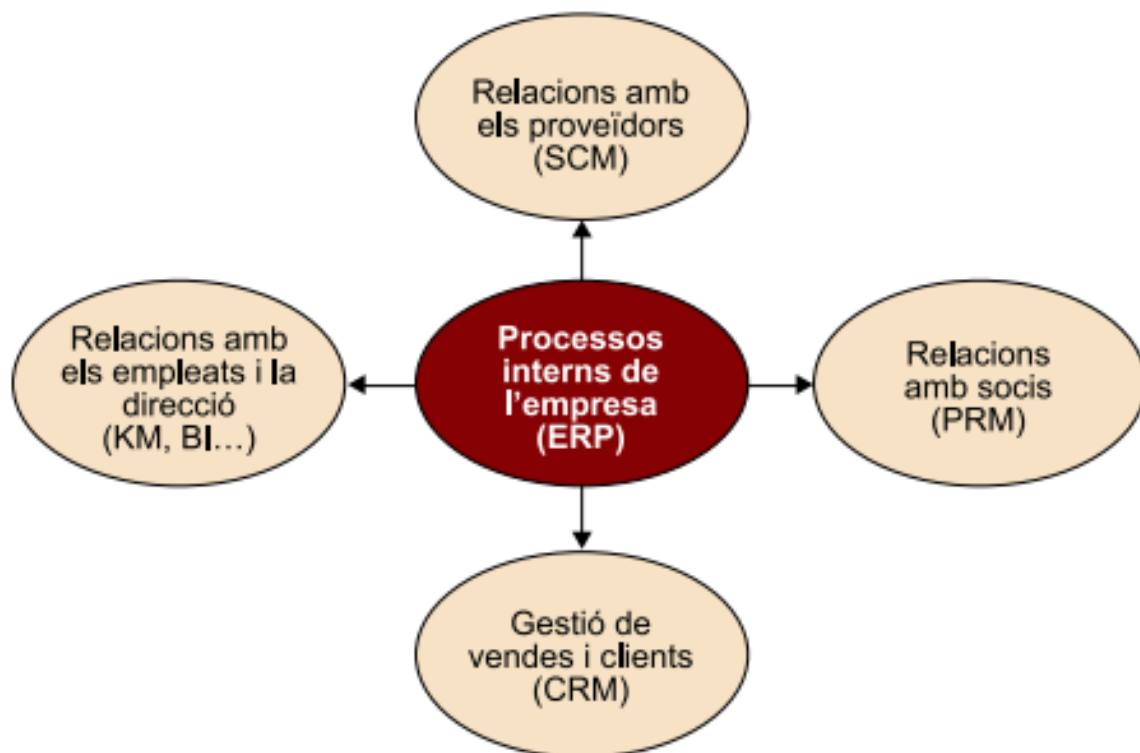 Relacions amb
els proveïdors
(SCM)
Relacions amb
els empleats i la
direcció
(KM, BI…)
Processos
interns de
l’empresa
(ERP)
Relacions
amb socis
(PRM)
Gestió de
vendes i clients
(CRM)